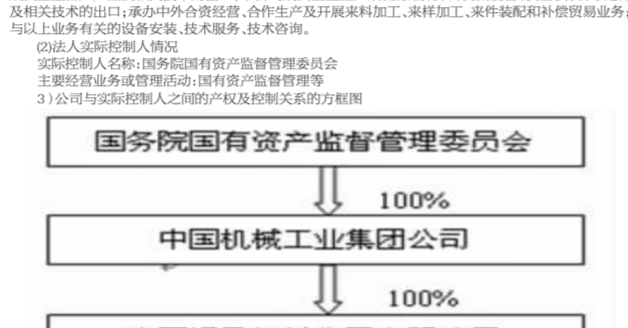 及相关技术的出口;承办中外合资经营、合作生产及开展来料加工、来样加工、来件装配和补偿贸易业务;
与以上业务有关的设备安装、技术服务、技术咨询。
(2)法人实际控制人情况
实际控制人名称:国务院国有资产监督管理委员会
主要经营业务或管理活动:国有资产监督管理等
3)公司与实际控制人之间的产权及控制关系的方框图
国务院国有资产监督管理委员会
100%
中国机械工业集团公司
100%